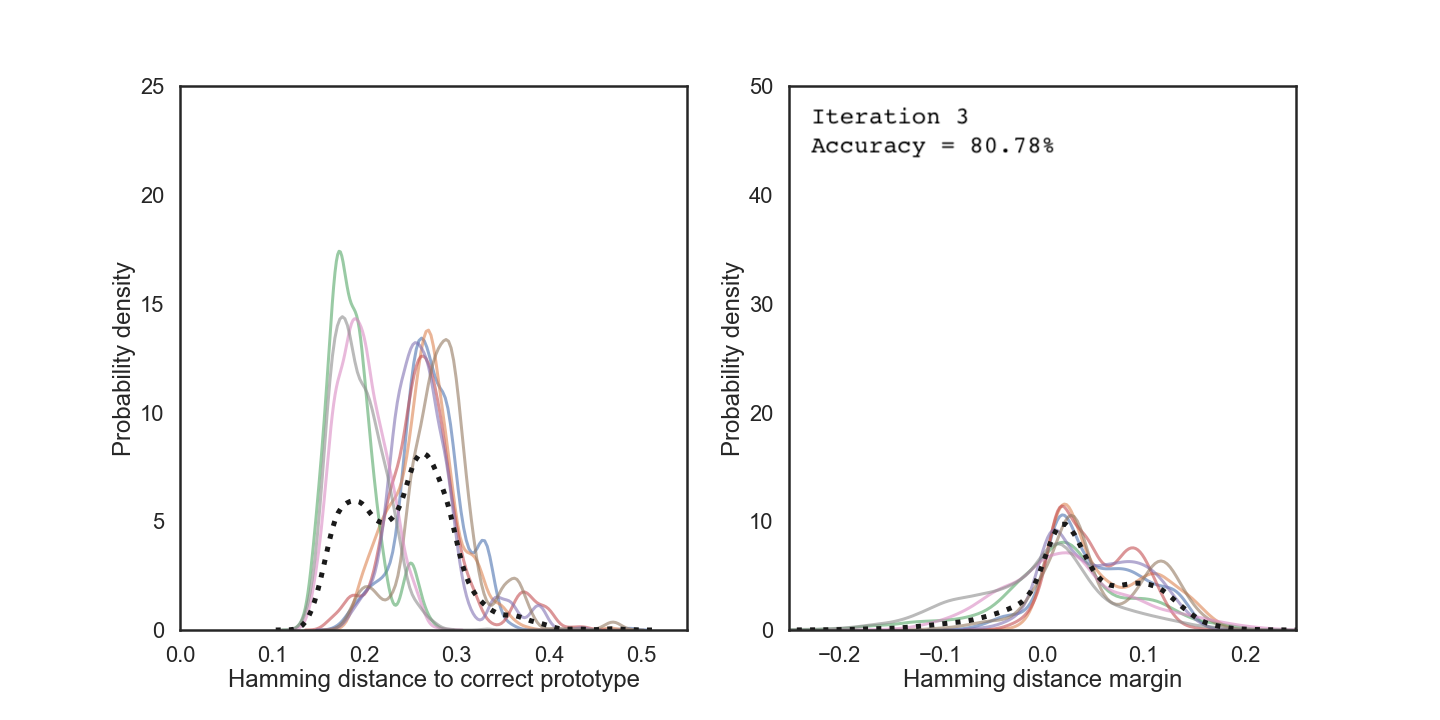 25
20
15
10
5
0
0.0 0.1 0.2 0.3 0.4 0.5
Probability density
Hamming distance to correct prototype
50
40
30
20
10
0
−0.2 −0.1 0.0 0.1 0.2
Probability density
Hamming distance margin
Iteration 3
Accuracy = 80.78%